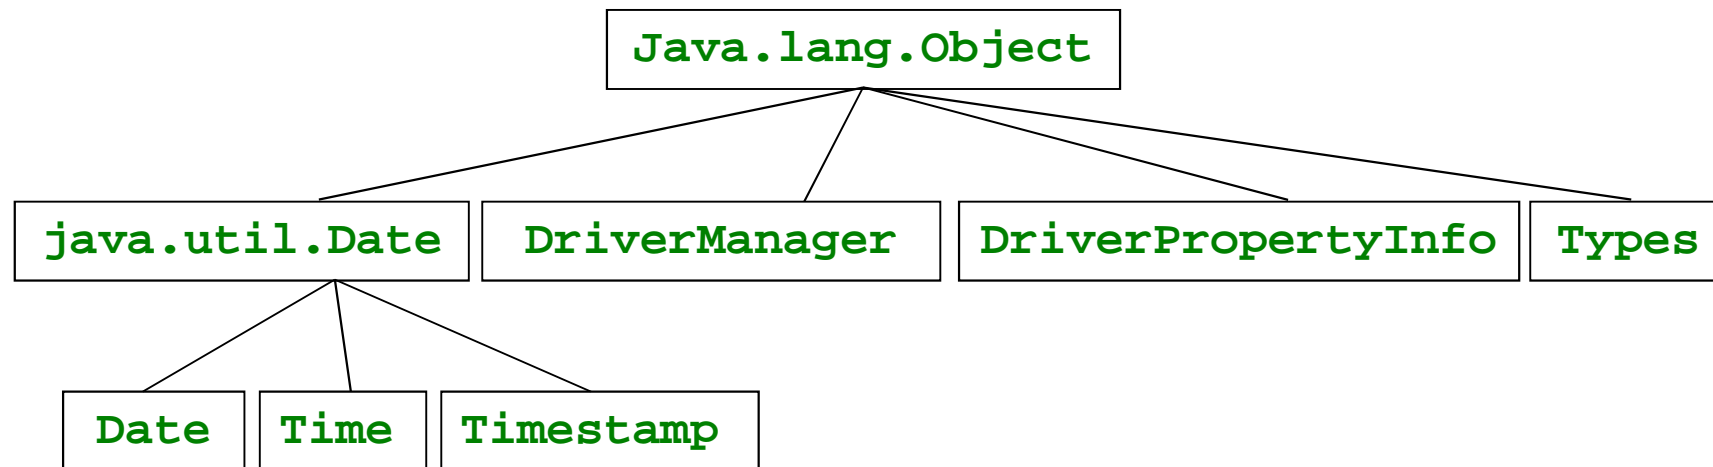 Java.lang.Object
java.util.Date DriverManager DriverPropertyInfo Types
Date Time Timestamp